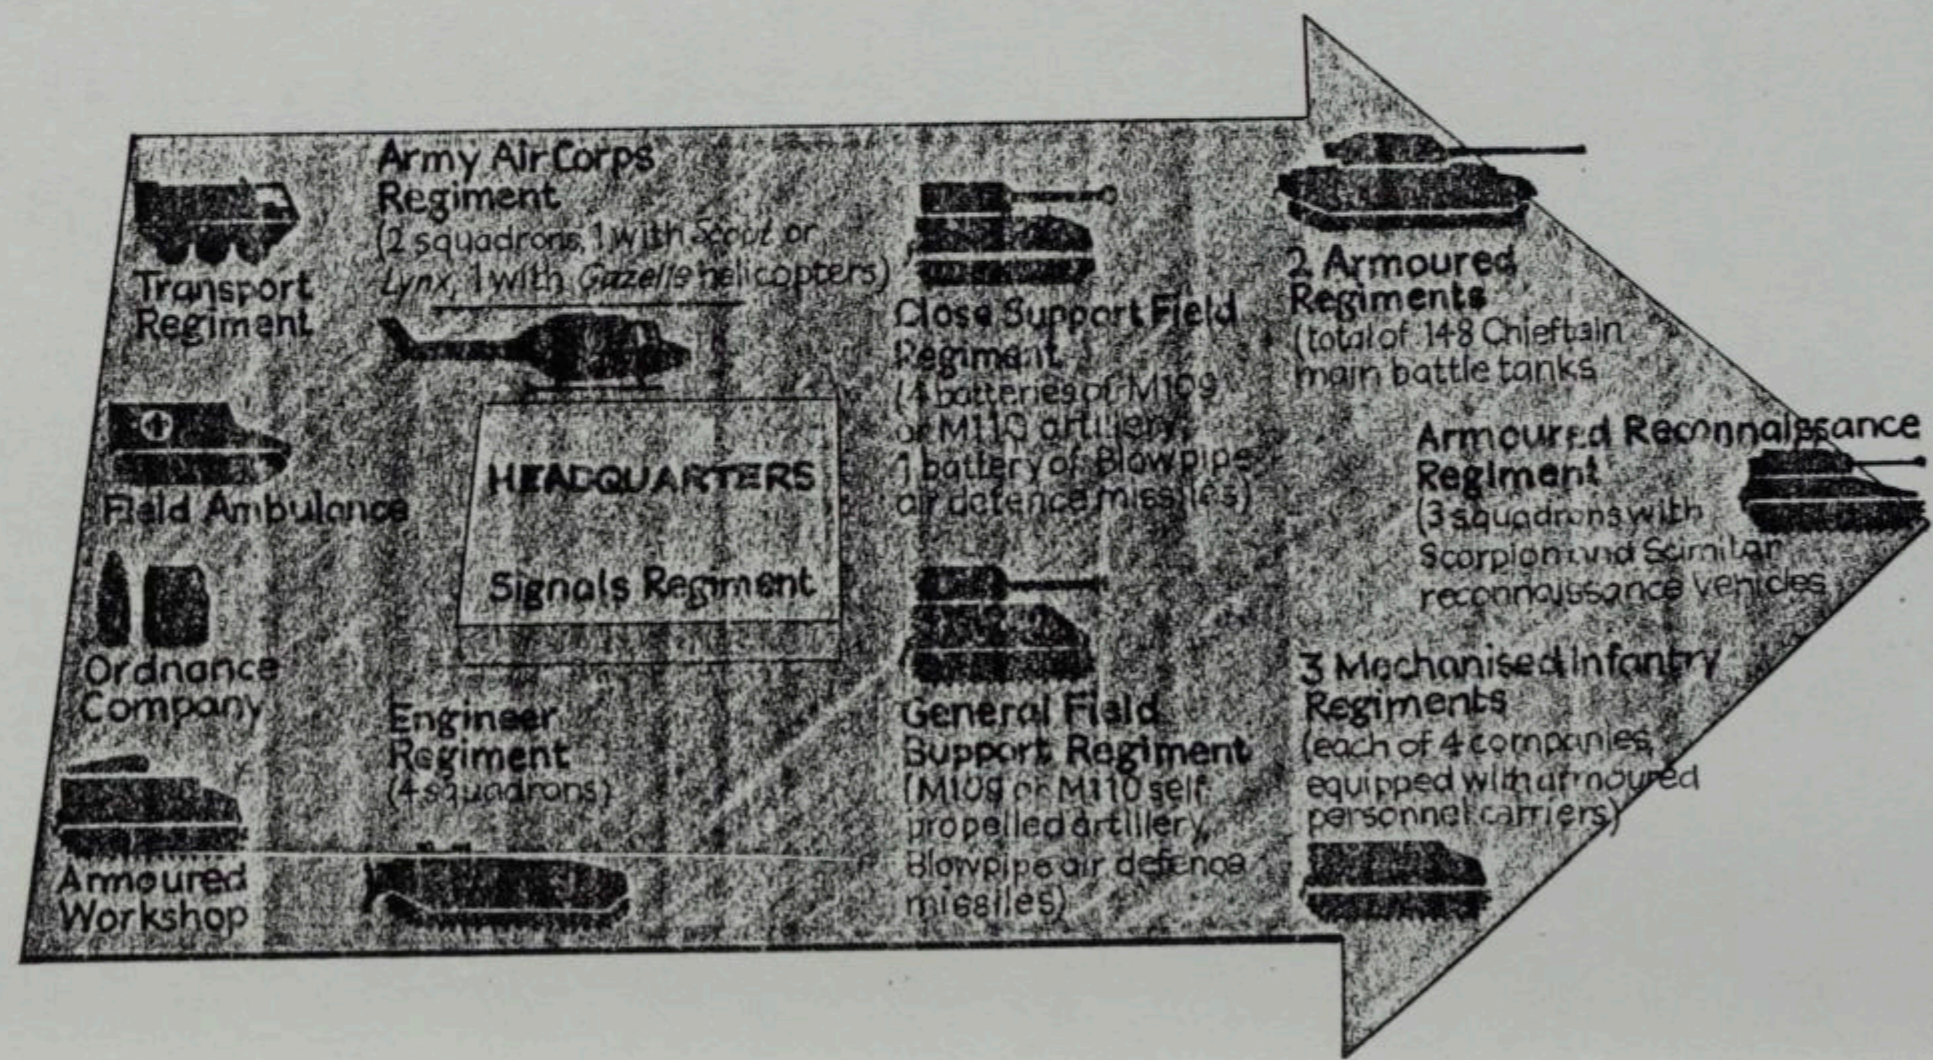 Transport
Regiment
Field Ambulance
Ordnance
Company
Armoured
Workshop
Army Air Corps
Regiment
(2 squadrons, 1 with Scout or
Lynx, 1 with Gazelle helicopters)
HEADQUARTERS
Signals Regiment
Engineer
Regiment
(4 squadrons)
Close Support Field
Regiment
(4 batteries of M109
or M110 artillery,
1 battery of Blowpipe
air defence missiles)
General Field
Support Regiment
(M109 or M110 self
propelled artillery,
Blowpipe air defence
missiles)
2 Armoured
Regiments
(total of 148 Chieftain
main battle tanks
Armoured Reconnaissance
Regiment
(3 squadrons with
Scorpion and Scimitar
reconnaissance vehicles
3 Mechanised Infantry
Regiments
(each of 4 companies,
equipped with armoured
personnel carriers)